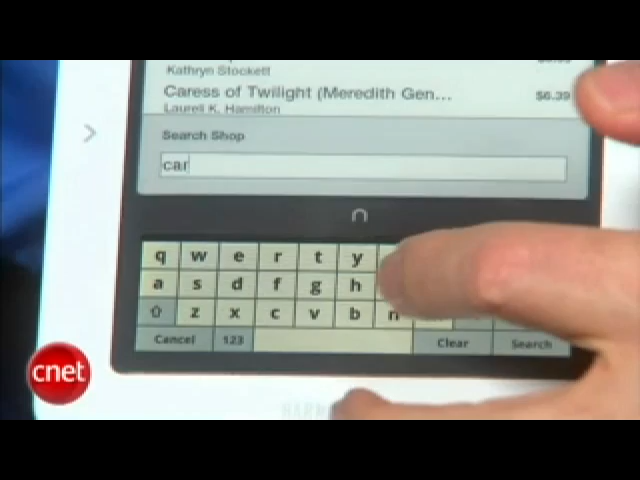 Kathryn Stockett
Caress of Twilight (Meredith Gen...
$6.39
Laurell K. Hamilton
Search Shop
car
q w e r t y
a s d f g h
z x c v b n
Cancel 123 Clear Search
cnet